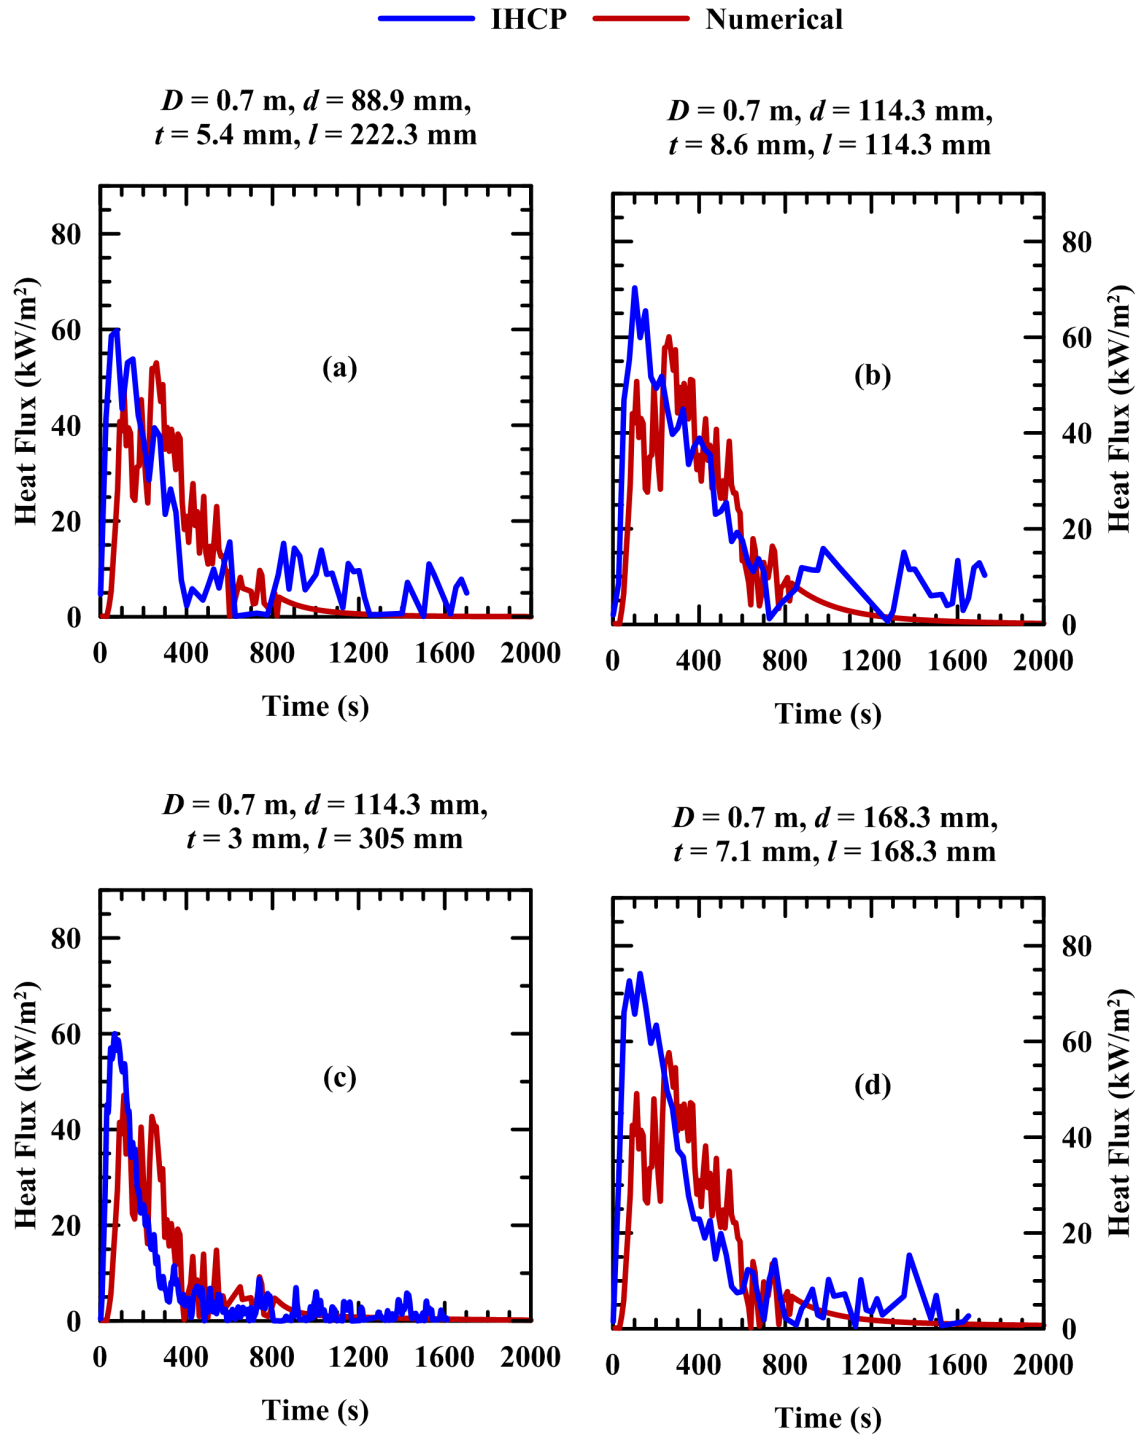 IHCP Numerical
D = 0.7 m, d = 88.9 mm,
t = 5.4 mm, l = 222.3 mm
Heat Flux (kW/m²)
80
60
40
20
0
(a)
0 400 800 1200 1600 2000
Time (s)
D = 0.7 m, d = 114.3 mm,
t = 8.6 mm, l = 114.3 mm
80
60
40
20
0
Heat Flux (kW/m²)
(b)
0 400 800 1200 1600 2000
Time (s)
D = 0.7 m, d = 114.3 mm,
t = 3 mm, l = 305 mm
Heat Flux (kW/m²)
80
60
40
20
0
(c)
0 400 800 1200 1600 2000
Time (s)
D = 0.7 m, d = 168.3 mm,
t = 7.1 mm, l = 168.3 mm
80
60
40
20
0
Heat Flux (kW/m²)
(d)
0 400 800 1200 1600 2000
Time (s)